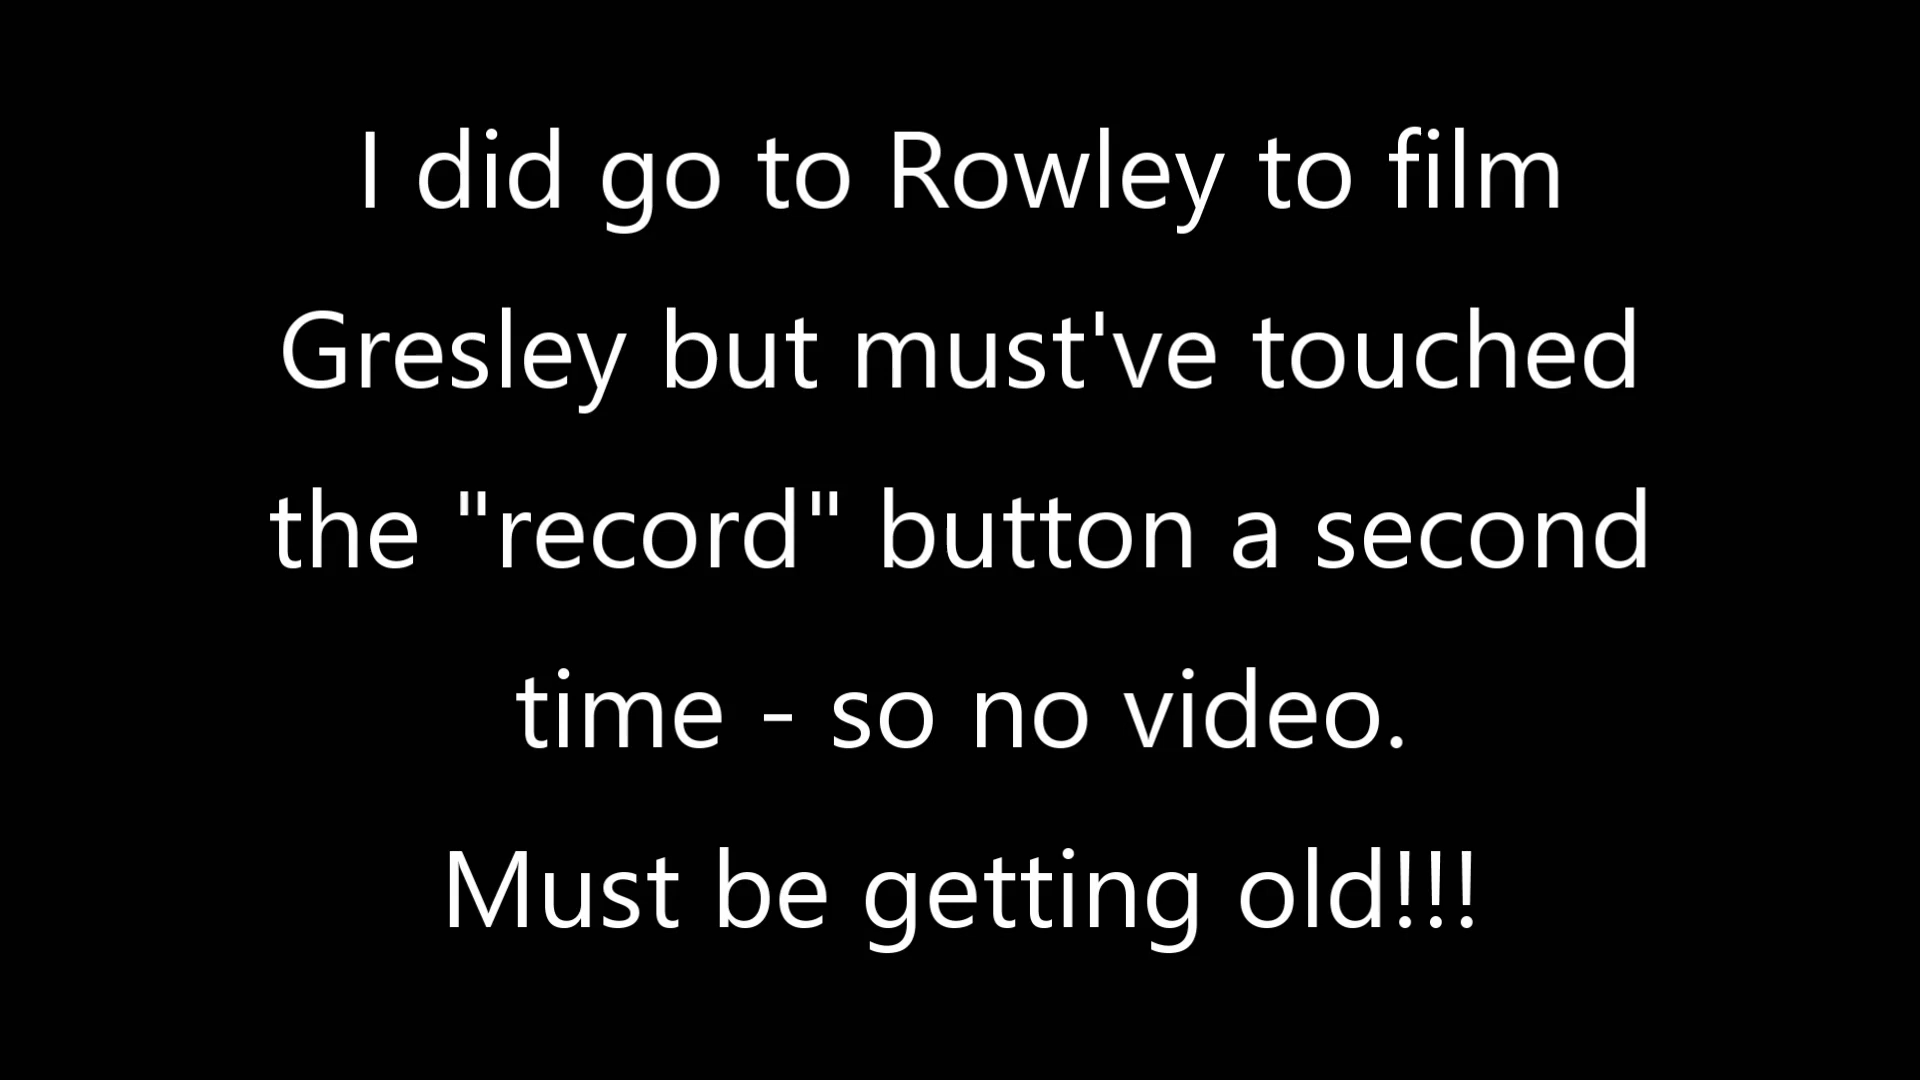 I did go to Rowley to film
Gresley but must've touched
the "record" button a second
time - so no video.
Must be getting old!!!